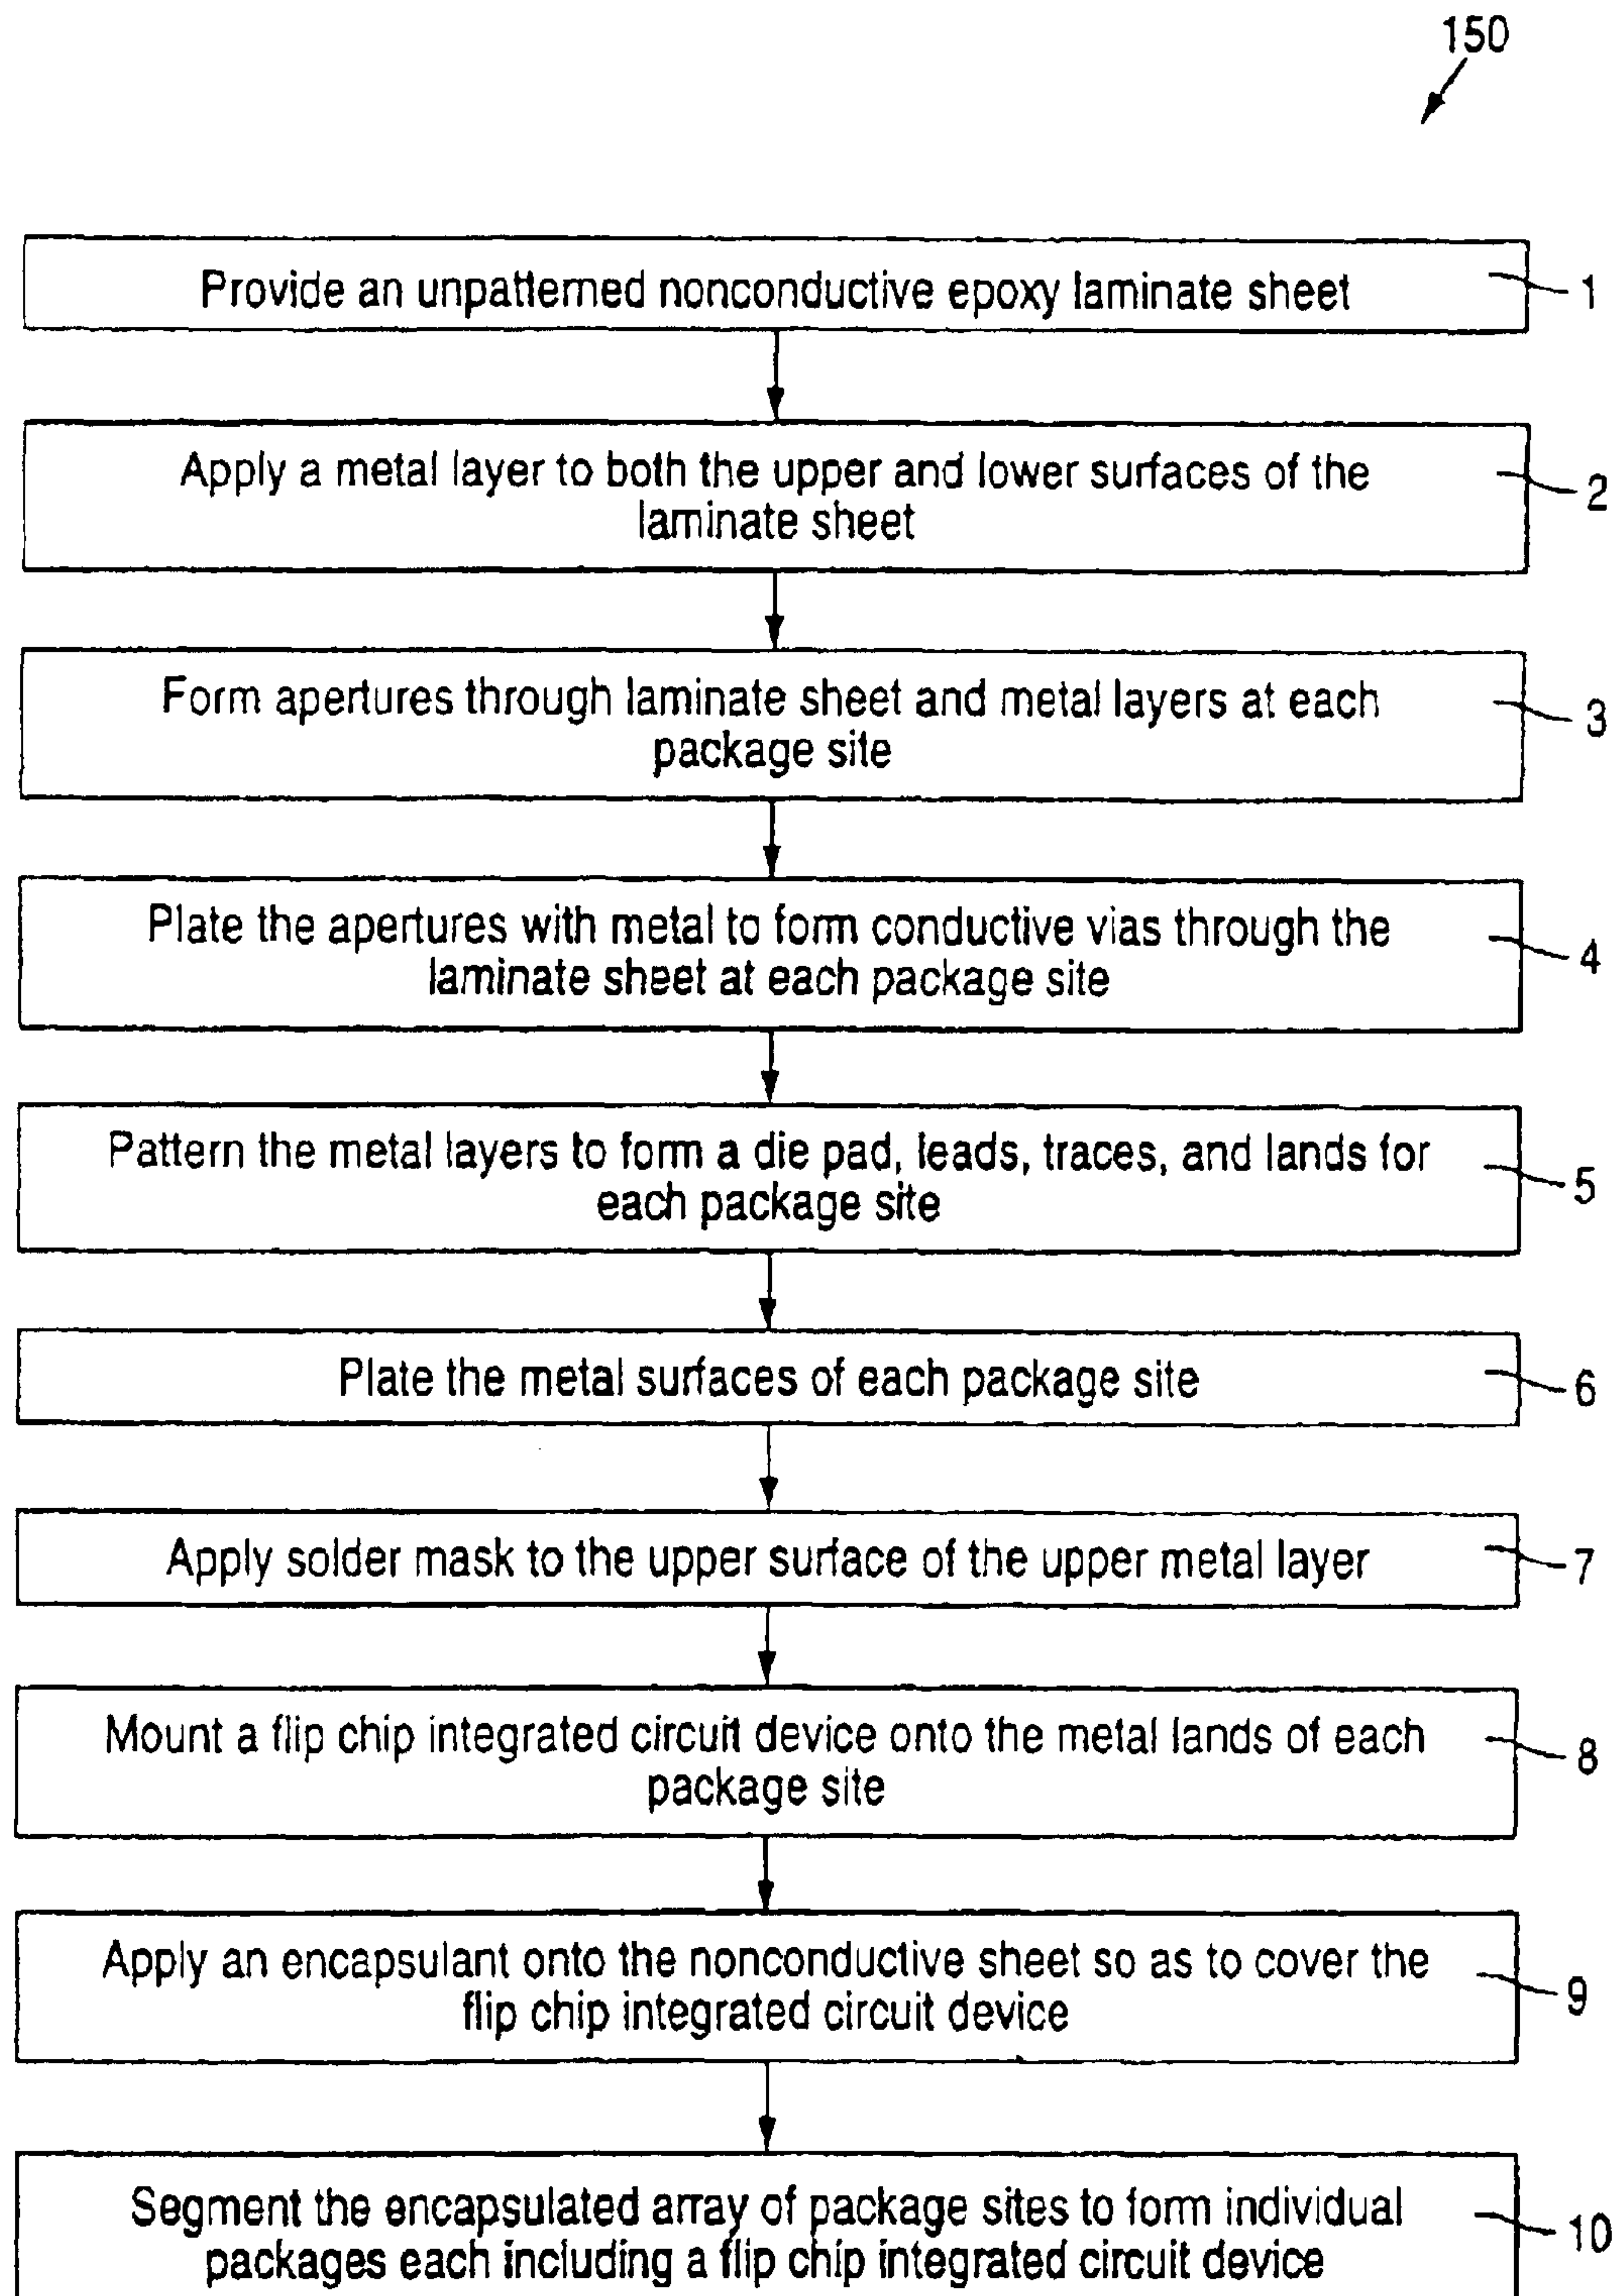 150
Provide an unpatterned nonconductive epoxy laminate sheet
1
Apply a metal layer to both the upper and lower surfaces of the
laminate sheet
2
Form apertures through laminate sheet and metal layers at each
package site
3
Plate the apertures with metal to form conductive vias through the
laminate sheet at each package site
4
Pattern the metal layers to form a die pad, leads, traces, and lands for
each package site
5
Plate the metal surfaces of each package site
6
Apply solder mask to the upper surface of the upper metal layer
7
Mount a flip chip integrated circuit device onto the metal lands of each
package site
8
Apply an encapsulant onto the nonconductive sheet so as to cover the
flip chip integrated circuit device
9
Segment the encapsulated array of package sites to form individual
packages each including a flip chip integrated circuit device
10